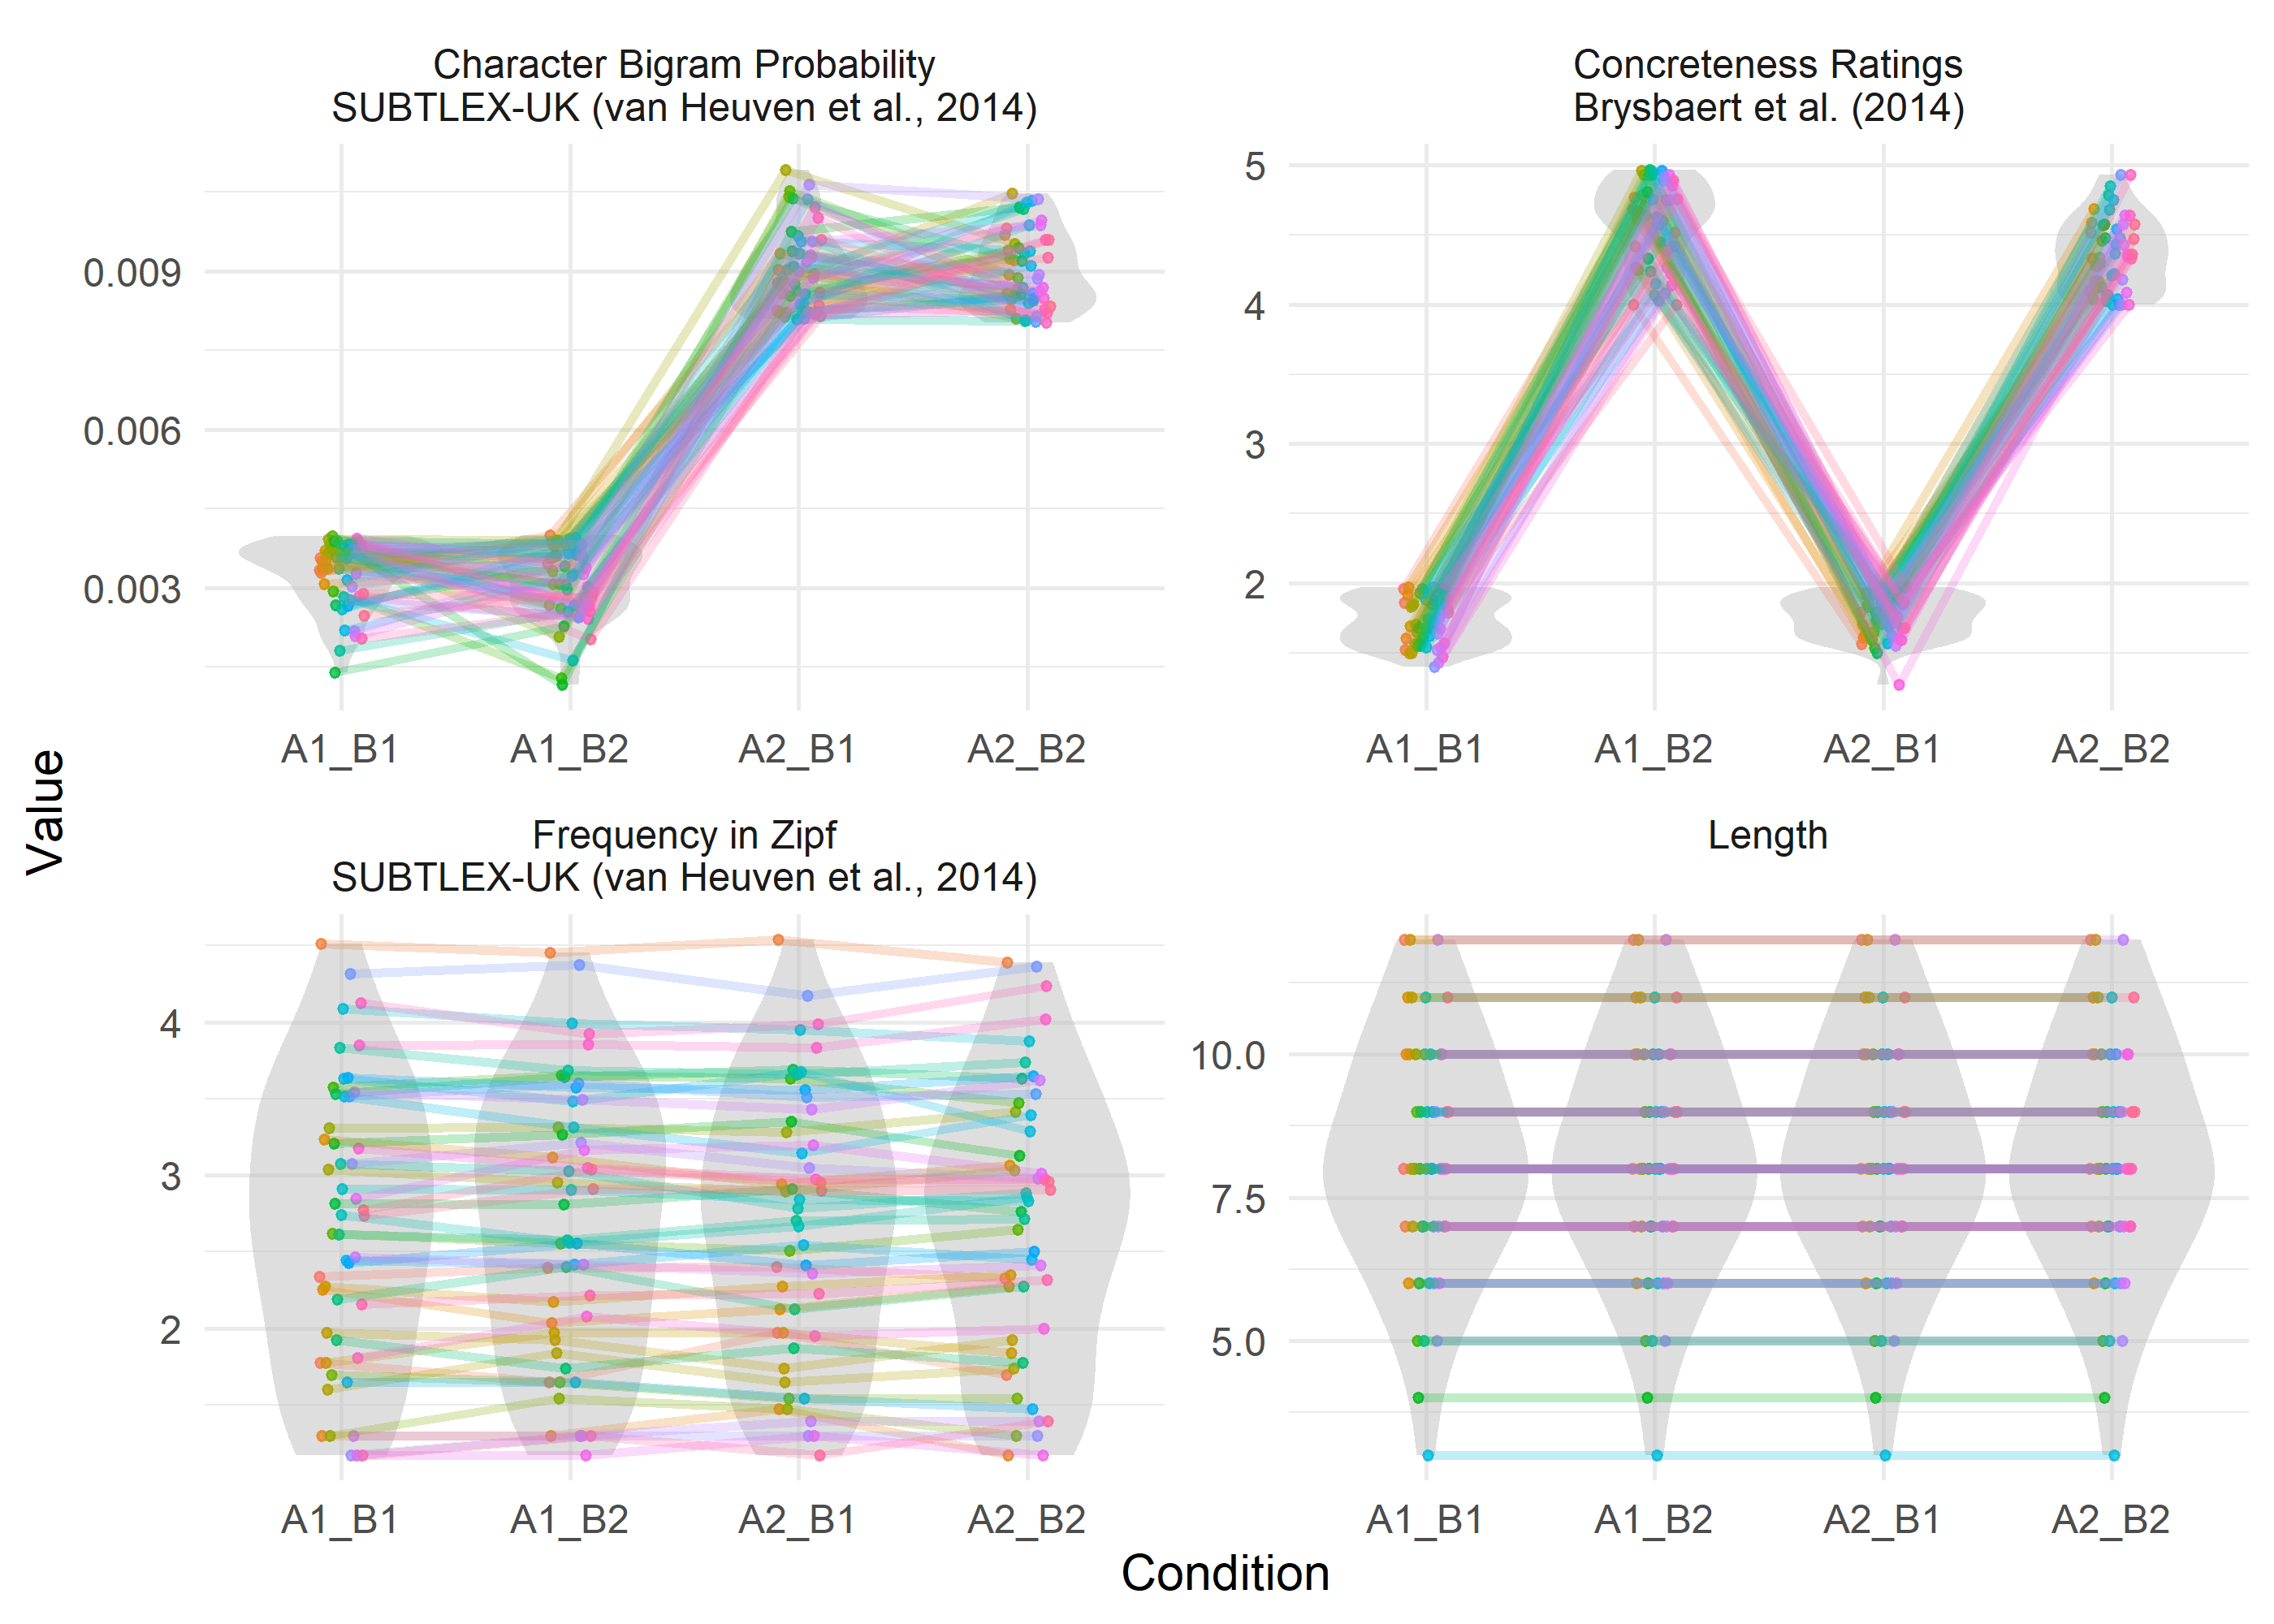 Character Bigram Probability
SUBTLEX-UK (van Heuven et al., 2014)
0.009
0.006
0.003
A1_B1 A1_B2 A2_B1 A2_B2
Concreteness Ratings
Brysbaert et al. (2014)
5
4
3
2
A1_B1 A1_B2 A2_B1 A2_B2
Value
Frequency in Zipf
SUBTLEX-UK (van Heuven et al., 2014)
4
3
2
A1_B1 A1_B2 A2_B1 A2_B2
Length
10.0
7.5
5.0
A1_B1 A1_B2 A2_B1 A2_B2
Condition